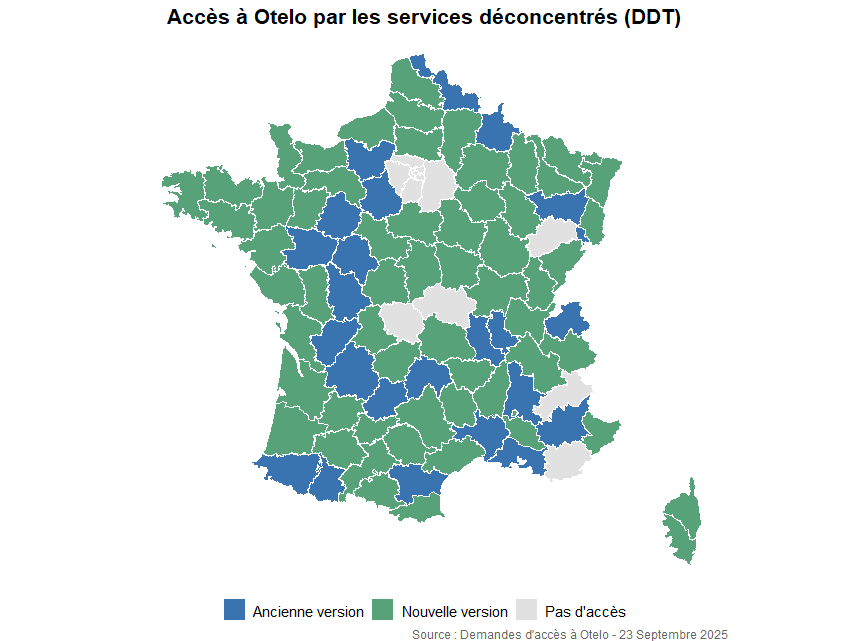 Accès à Otelo par les services déconcentrés (DDT)
Ancienne version Nouvelle version Pas d'accès
Source : Demandes d'accès à Otelo - 23 Septembre 2025